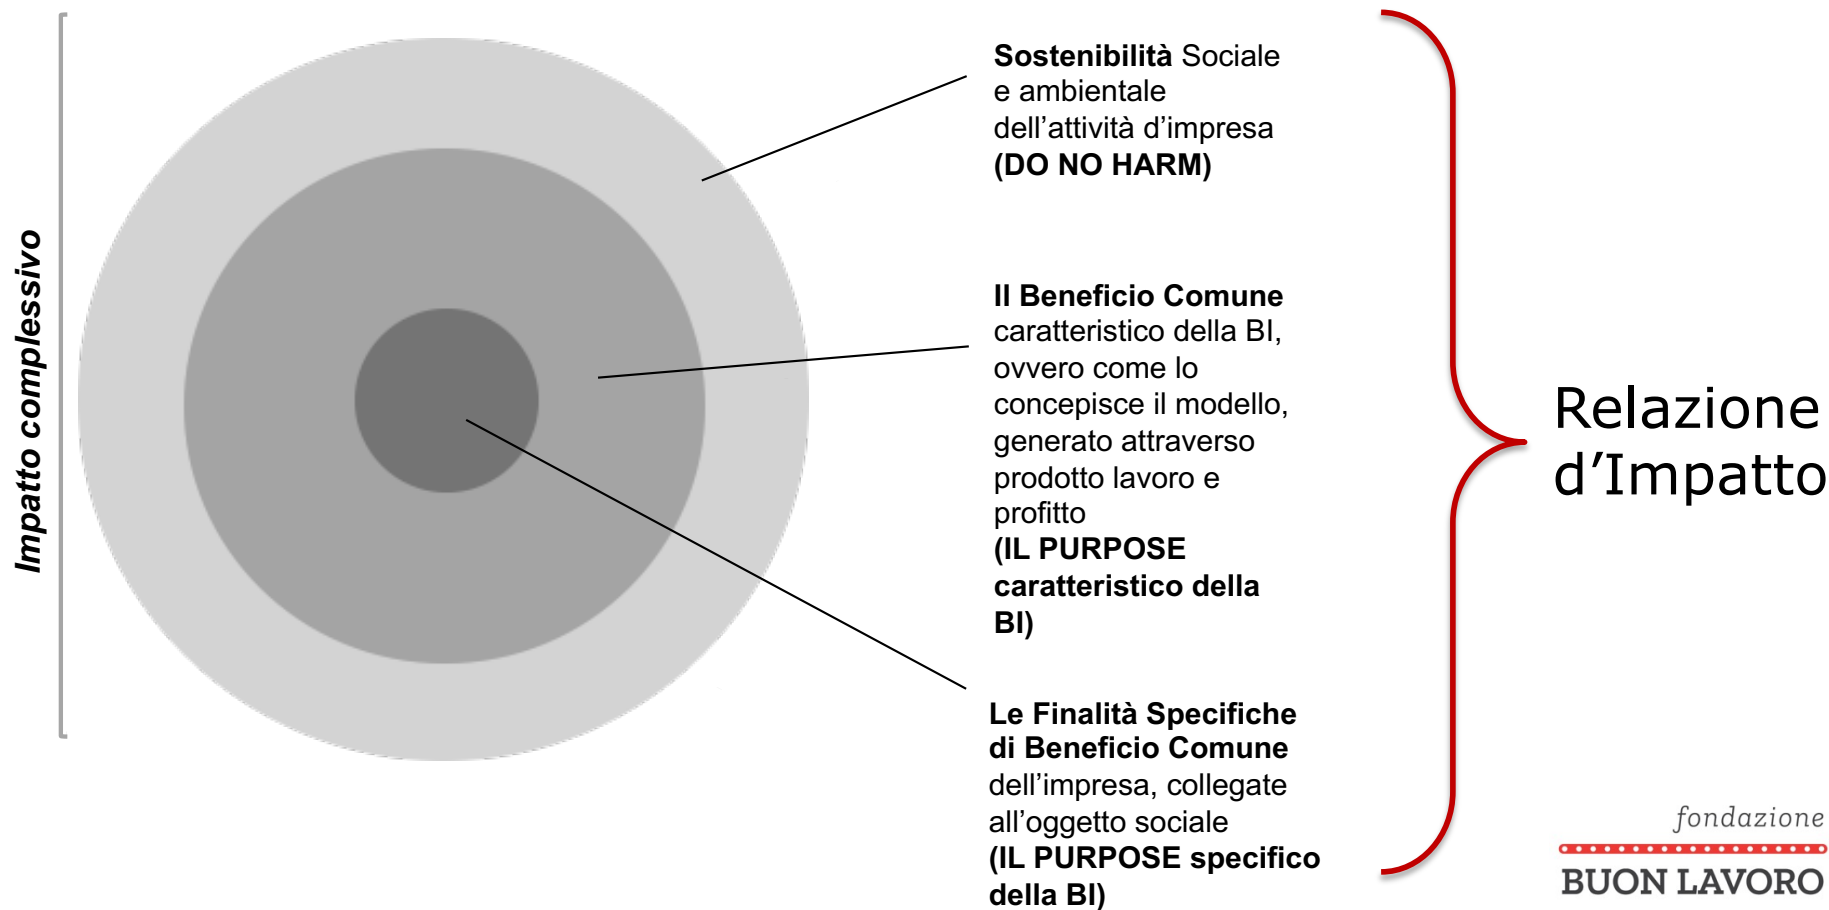 Impatto complessivo
Sostenibilità Sociale
e ambientale
dell’attività d’impresa
(DO NO HARM)
Il Beneficio Comune
caratteristico della BI,
ovvero come lo
concepisce il modello,
generato attraverso
prodotto lavoro e
profitto
(IL PURPOSE
caratteristico della
BI)
Le Finalità Specifiche
di Beneficio Comune
dell’impresa, collegate
all’oggetto sociale
(IL PURPOSE specifico
della BI)
Relazione
d’Impatto
fondazione
BUON LAVORO